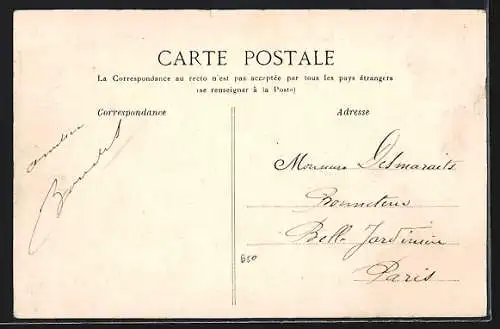 CARTE POSTALE
La Correspondance au recto n'est pas acceptée par tous les pays étrangers
(se renseigner à la Poste)
Correspondance
Adresse
Monsieur Desmaraits
Belle Jardinière
Paris